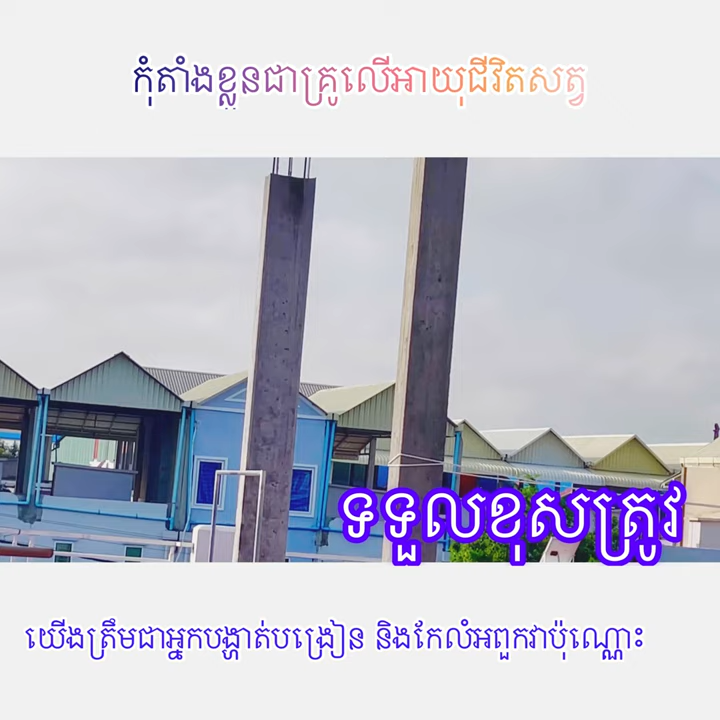 កុំតាំងខ្លួនជាគ្រូលើអាយុជីវិតសត្វ
ទទួលខុសត្រូវ
យើងត្រឹមជាអ្នកបង្ហាត់បង្រៀន និងកែលំអពួកវាប៉ុណ្ណោះ